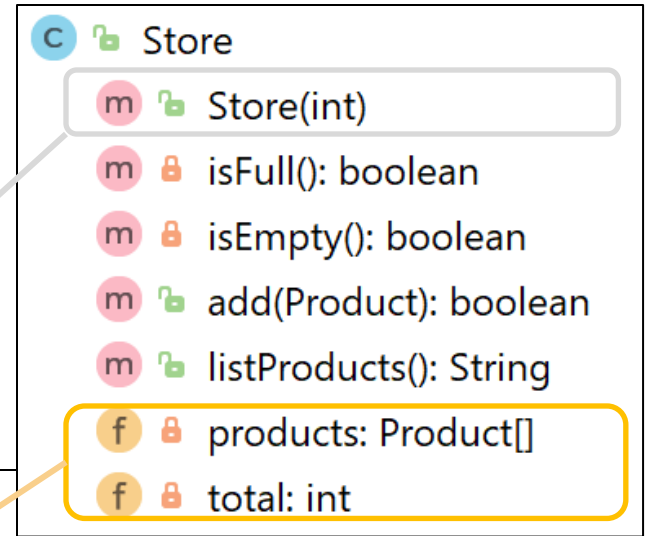 C Store
m Store(int)
m isFull(): boolean
m isEmpty(): boolean
m add(Product): boolean
m listProducts(): String
f products: Product[]
f total: int